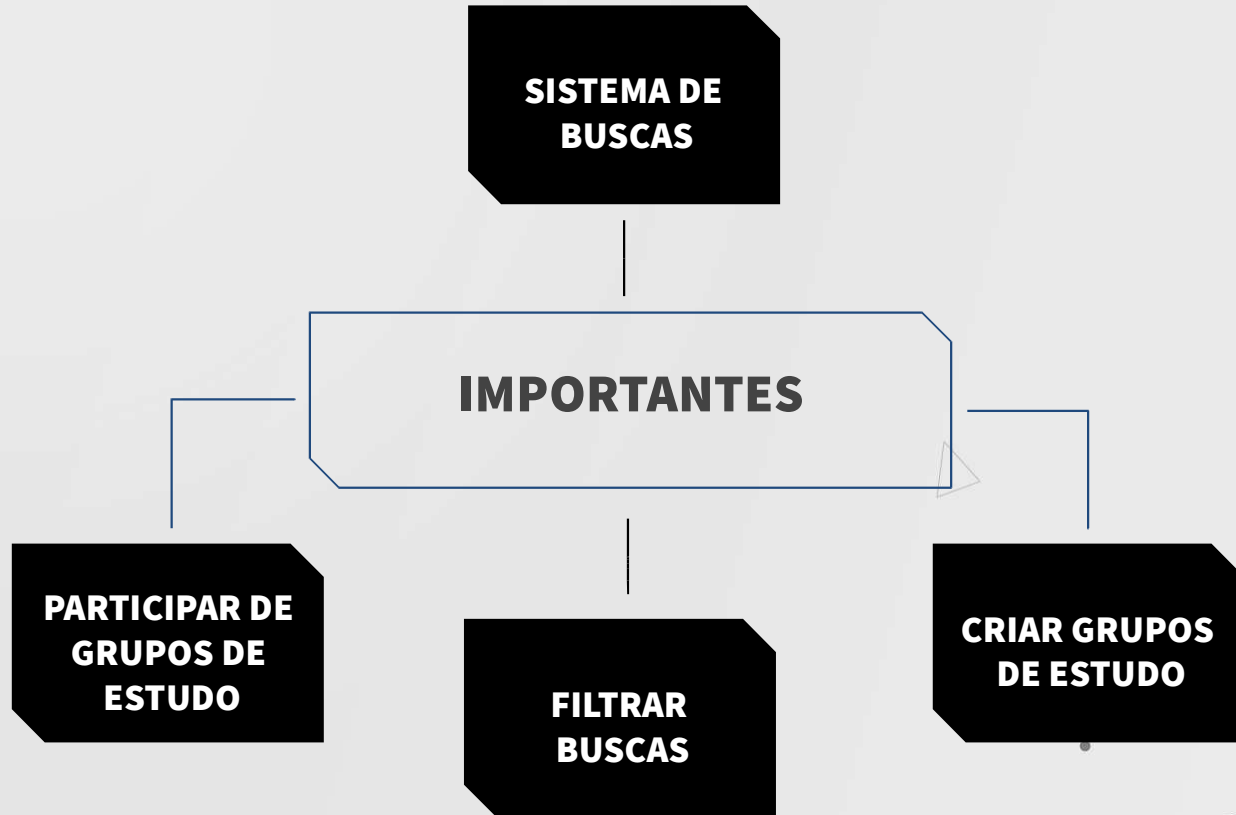 SISTEMA DE
BUSCAS
IMPORTANTES
PARTICIPAR DE
GRUPOS DE
ESTUDO
FILTRAR
BUSCAS
CRIAR GRUPOS
DE ESTUDO